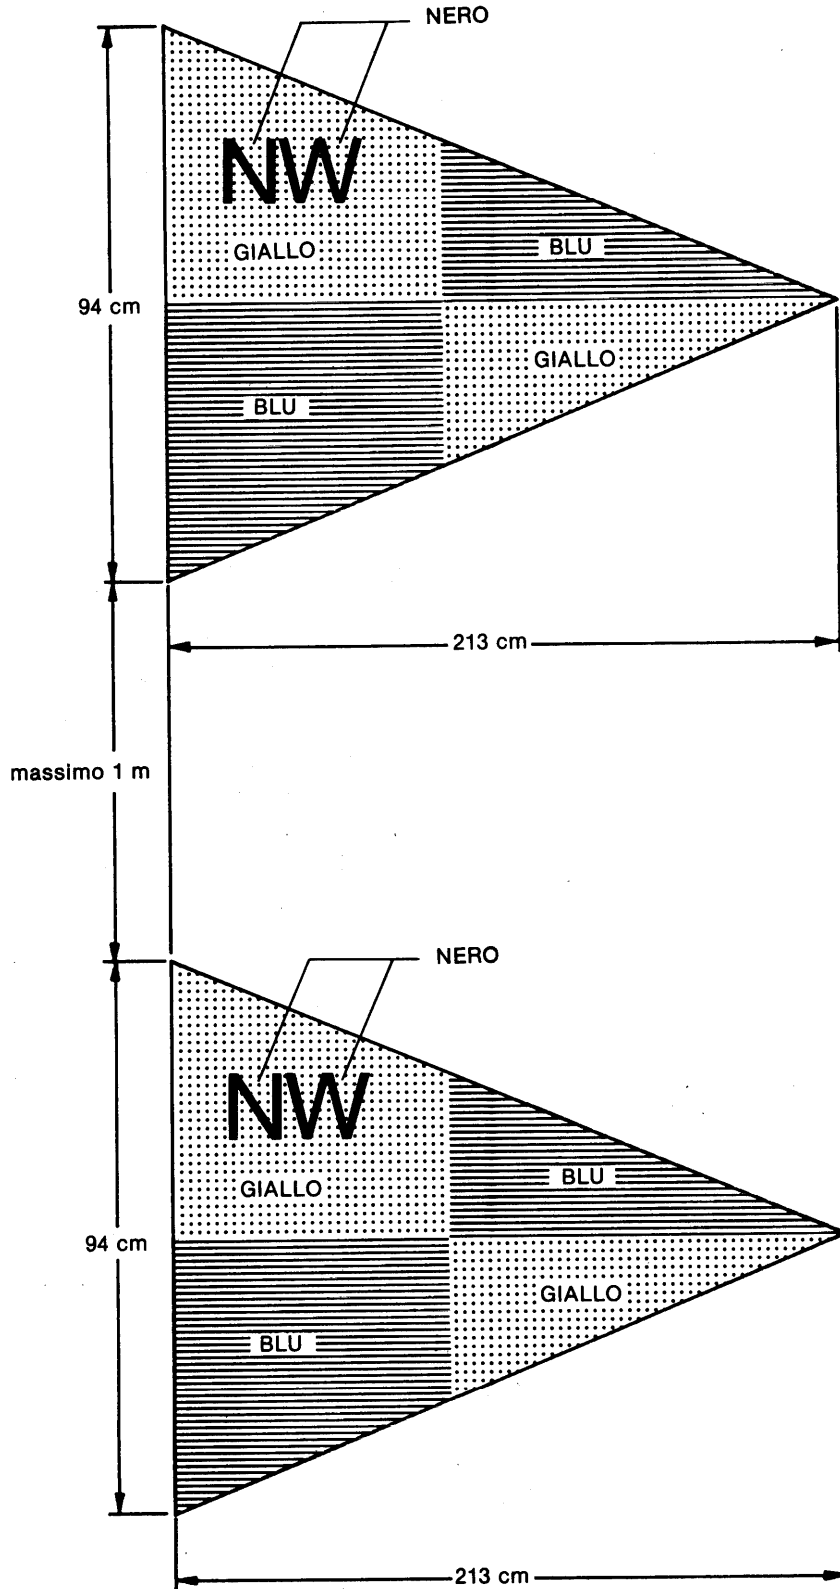 NERO
NW
GIALLO
BLU
94 cm
GIALLO
BLU
213 cm
massimo 1 m
NERO
NW
BLU
GIALLO
94 cm
GIALLO
BLU
213 cm